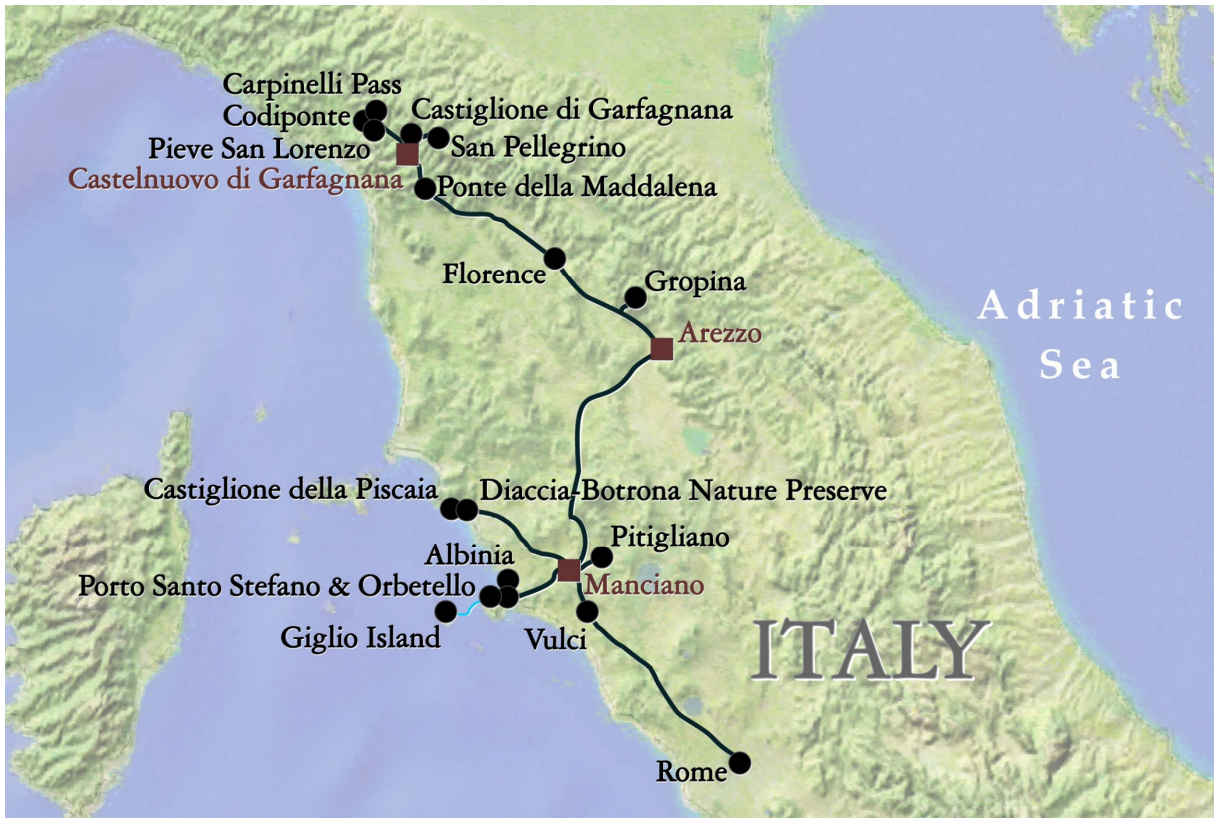 Carpinelli Pass
Castiglione di Garfagnana
Codiponte
Pieve San Lorenzo
San Pellegrino
Castelnuovo di Garfagnana
Ponte della Maddalena
Florence
Gropina
Adriatic
Sea
Arezzo
Castiglione della Piscaia
Diaccia-Botrona Nature Preserve
Pitigliano
Albinia
Porto Santo Stefano & Orbetello
Manciano
Giglio Island
Vulci
ITALY
Rome